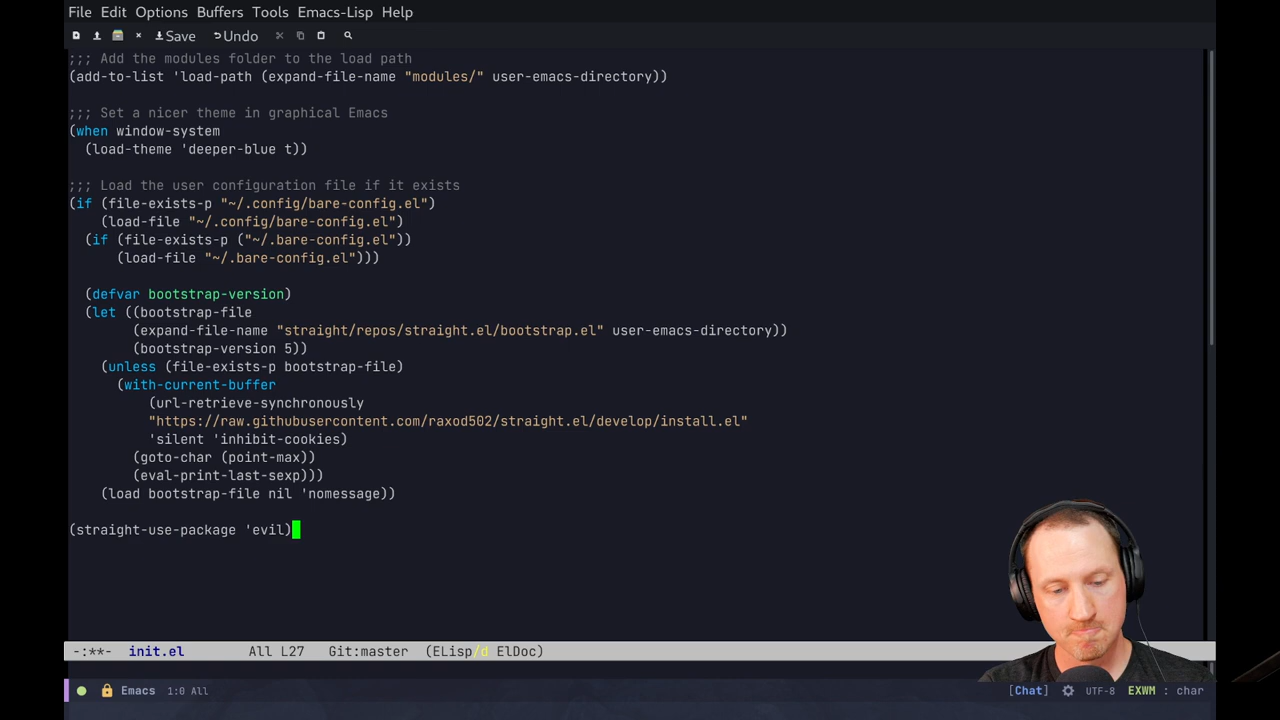 File Edit Options Buffers Tools Emacs-Lisp Help
Save Undo
;;; Add the modules folder to the load path
(add-to-list 'load-path (expand-file-name "modules/" user-emacs-directory))
;;; Set a nicer theme in graphical Emacs
(when window-system
(load-theme 'deeper-blue t))
;;; Load the user configuration file if it exists
(if (file-exists-p "~/.config/bare-config.el")
(load-file "~/.config/bare-config.el")
(if (file-exists-p ("~/.bare-config.el"))
(load-file "~/.bare-config.el")))
(defvar bootstrap-version)
(let ((bootstrap-file
(expand-file-name "straight/repos/straight.el/bootstrap.el" user-emacs-directory))
(bootstrap-version 5))
(unless (file-exists-p bootstrap-file)
(with-current-buffer
(url-retrieve-synchronously
"https://raw.githubusercontent.com/raxod502/straight.el/develop/install.el"
'silent 'inhibit-cookies)
(goto-char (point-max))
(eval-print-last-sexp)))
(load bootstrap-file nil 'nomessage))
(straight-use-package 'evil)
-:**- init.el All L27 Git:master (ELisp/d ElDoc)
Emacs 1:0 All [Chat] UTF-8 EXWM : char